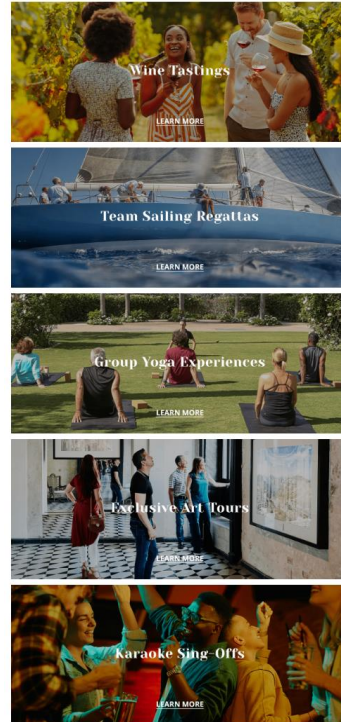 Wine Tastings
LEARN MORE
Team Sailing Regattas
LEARN MORE
Group Yoga Experiences
LEARN MORE
Exclusive Art Tours
LEARN MORE
Karaoke Sing-Offs
LEARN MORE